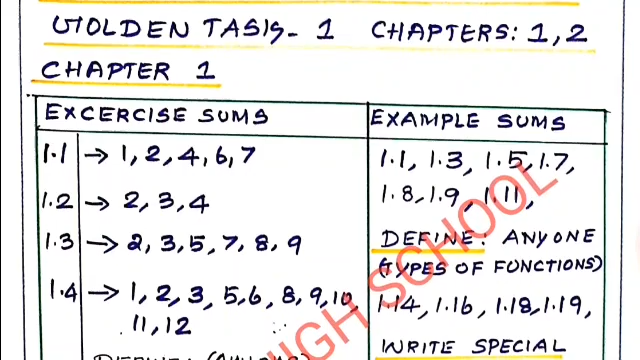 GOLDEN TASK - 1 CHAPTERS: 1, 2
CHAPTER 1
EXCERCISE SUMS
1.1 → 1, 2, 4, 6, 7
1.2 → 2, 3, 4
1.3 → 2, 3, 5, 7, 8, 9
1.4 → 1, 2, 3, 5, 6, 8, 9, 10,
11, 12
EXAMPLE SUMS
1.1, 1.3, 1.5, 1.7,
1.8, 1.9, 1.11,
DEFINE: ANYONE
(TYPES OF FUNCTIONS)
1.14, 1.16, 1.18, 1.19,
WRITE SPECIAL
HIGH SCHOOL